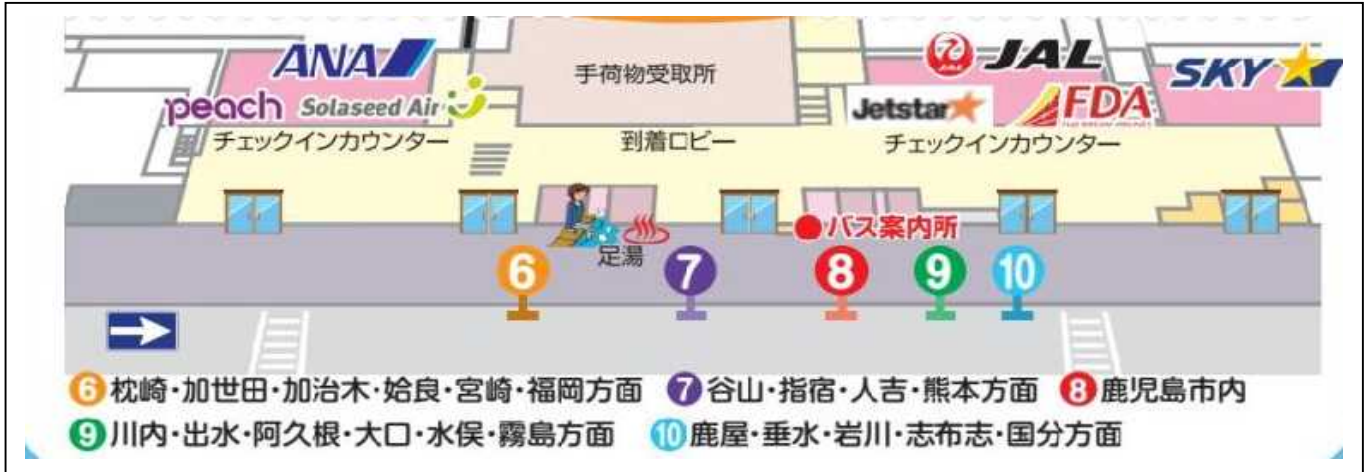 ANA
手荷物受取所
JAL
SKY
peach Solaseed Air
Jetstar
FDA
チェックインカウンター
到着ロビー
チェックインカウンター
バス案内所
足湯
6
7
8
9
10
6 枕崎・加世田・加治木・姶良・宮崎・福岡方面 7 谷山・指宿・人吉・熊本方面 8 鹿児島市内
9 川内・出水・阿久根・大口・水俣・霧島方面 10 鹿屋・垂水・岩川・志布志・国分方面